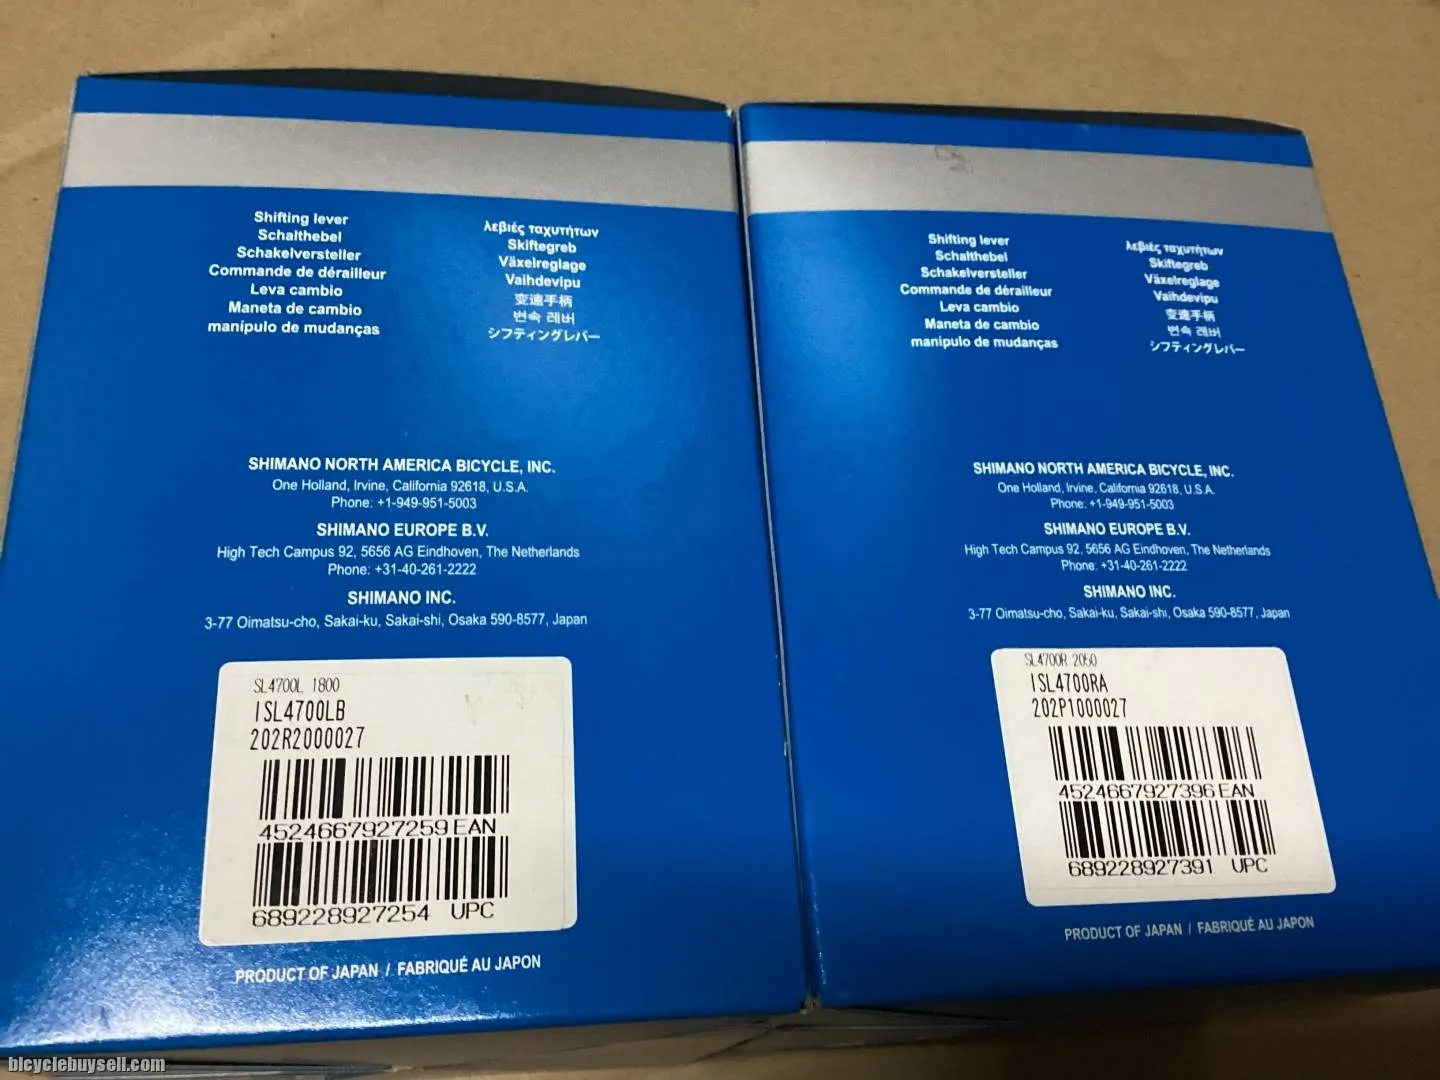 Shifting lever
Schalthebel
Schakelversteller
Commande de dérailleur
Leva cambio
Maneta de cambio
manípulo de mudanças
λεβιές ταχυτήτων
Skiftegreb
Växelreglage
Vaihdevipu
变速手柄
변속 레버
シフティングレバー
SHIMANO NORTH AMERICA BICYCLE, INC.
One Holland, Irvine, California 92618, U.S.A.
Phone: +1-949-951-5003
SHIMANO EUROPE B.V.
High Tech Campus 92, 5656 AG Eindhoven, The Netherlands
Phone: +31-40-261-2222
SHIMANO INC.
3-77 Oimatsu-cho, Sakai-ku, Sakai-shi, Osaka 590-8577, Japan
SL4700L 1800
ISL4700LB
202R2000027
4524667927259 EAN
689228927254 UPC
PRODUCT OF JAPAN / FABRIQUÉ AU JAPON
Shifting lever
Schalthebel
Schakelversteller
Commande de dérailleur
Leva cambio
Maneta de cambio
manípulo de mudanças
λεβιές ταχυτήτων
Skiftegreb
Växelreglage
Vaihdevipu
变速手柄
변속 레버
シフティングレバー
SHIMANO NORTH AMERICA BICYCLE, INC.
One Holland, Irvine, California 92618, U.S.A.
Phone: +1-949-951-5003
SHIMANO EUROPE B.V.
High Tech Campus 92, 5656 AG Eindhoven, The Netherlands
Phone: +31-40-261-2222
SHIMANO INC.
3-77 Oimatsu-cho, Sakai-ku, Sakai-shi, Osaka 590-8577, Japan
SL4700R 2050
ISL4700RA
202P1000027
4524667927396 EAN
689228927391 UPC
PRODUCT OF JAPAN / FABRIQUÉ AU JAPON
bicyclebuysell.com